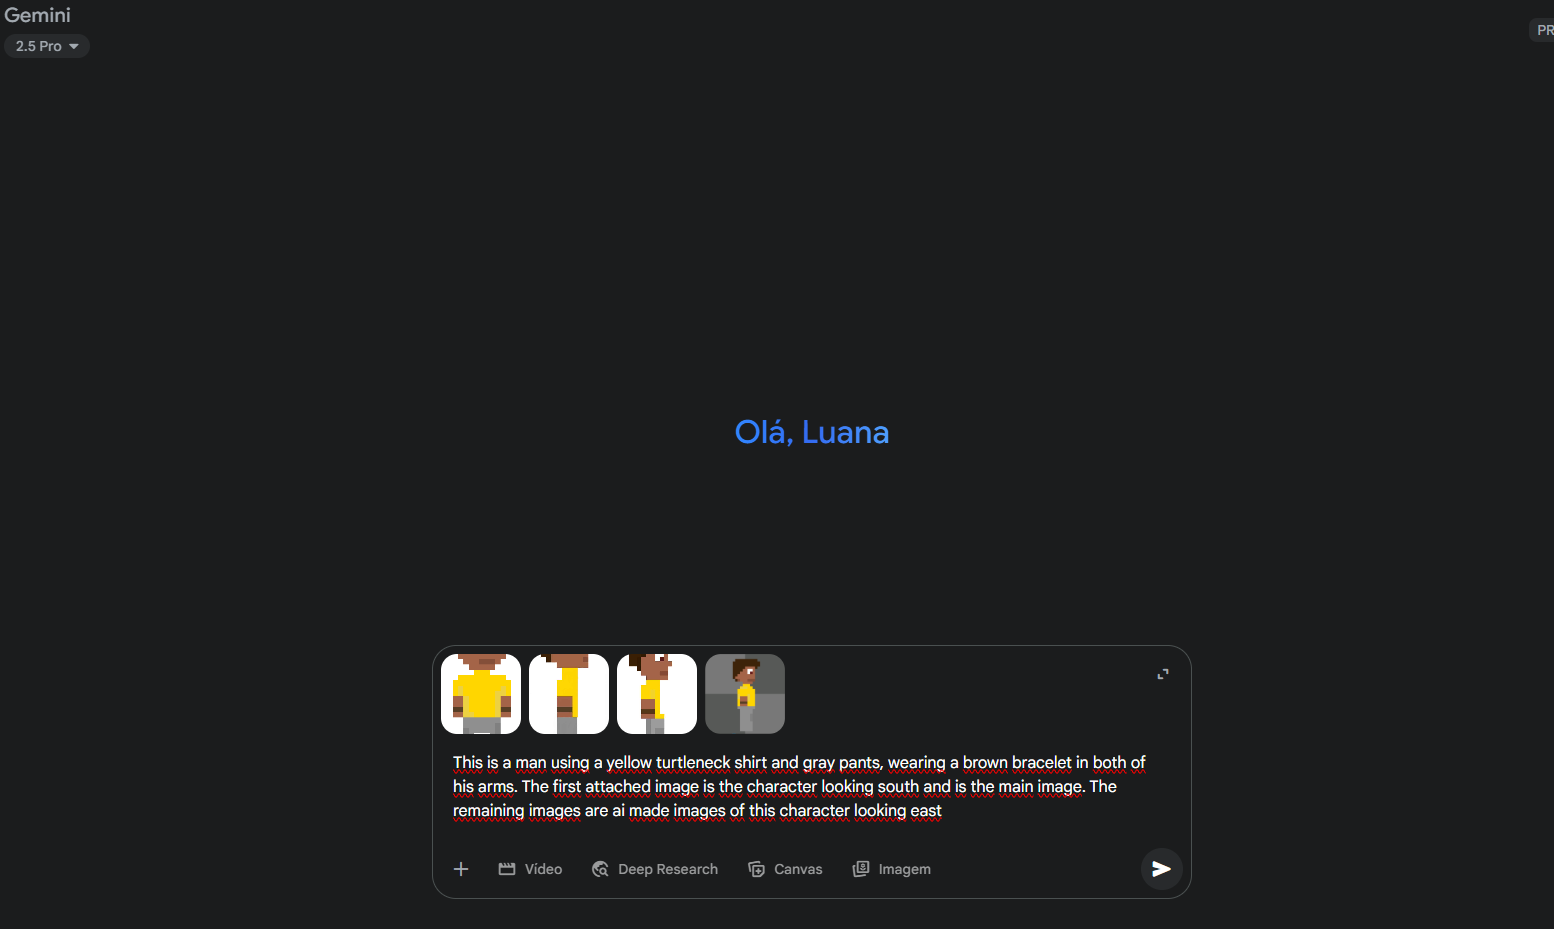 Gemini
2.5 Pro
PR
Olá, Luana
This is a man using a yellow turtleneck shirt and gray pants, wearing a brown bracelet in both of
his arms. The first attached image is the character looking south and is the main image. The
remaining images are ai made images of this character looking east
Vídeo
Deep Research
Canvas
Imagem